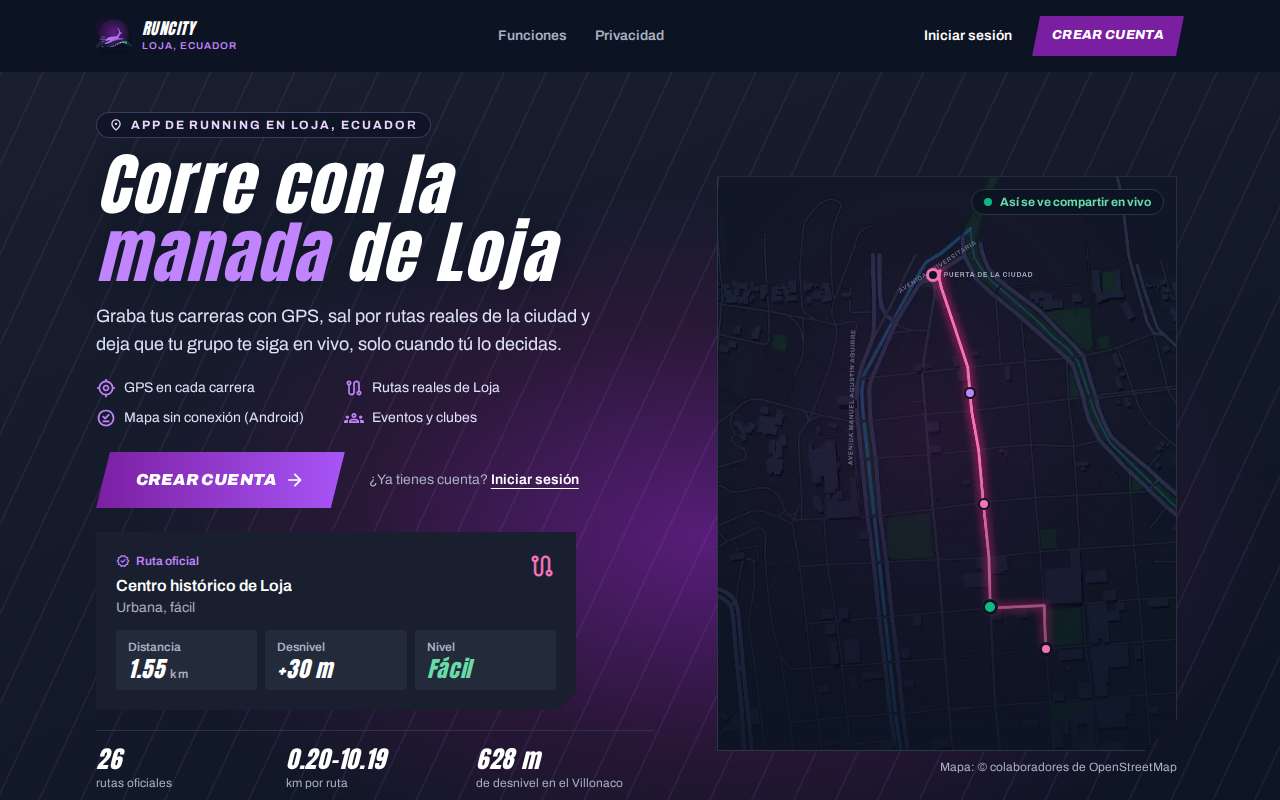 RUNCITY
LOJA, ECUADOR
Funciones
Privacidad
Iniciar sesión
CREAR CUENTA
APP DE RUNNING EN LOJA, ECUADOR
Corre con la
manada de Loja
Graba tus carreras con GPS, sal por rutas reales de la ciudad y
deja que tu grupo te siga en vivo, solo cuando tú lo decidas.
GPS en cada carrera
Rutas reales de Loja
Mapa sin conexión (Android)
Eventos y clubes
CREAR CUENTA
¿Ya tienes cuenta? Iniciar sesión
Ruta oficial
Centro histórico de Loja
Urbana, fácil
Distancia
1.55 km
Desnivel
+30 m
Nivel
Fácil
26
rutas oficiales
0.20-10.19
km por ruta
628 m
de desnivel en el Villonaco
Así se ve compartir en vivo
AVENIDA UNIVERSITARIA
PUERTA DE LA CIUDAD
AVENIDA MANUEL AGUSTÍN AGUIRRE
Mapa: © colaboradores de OpenStreetMap